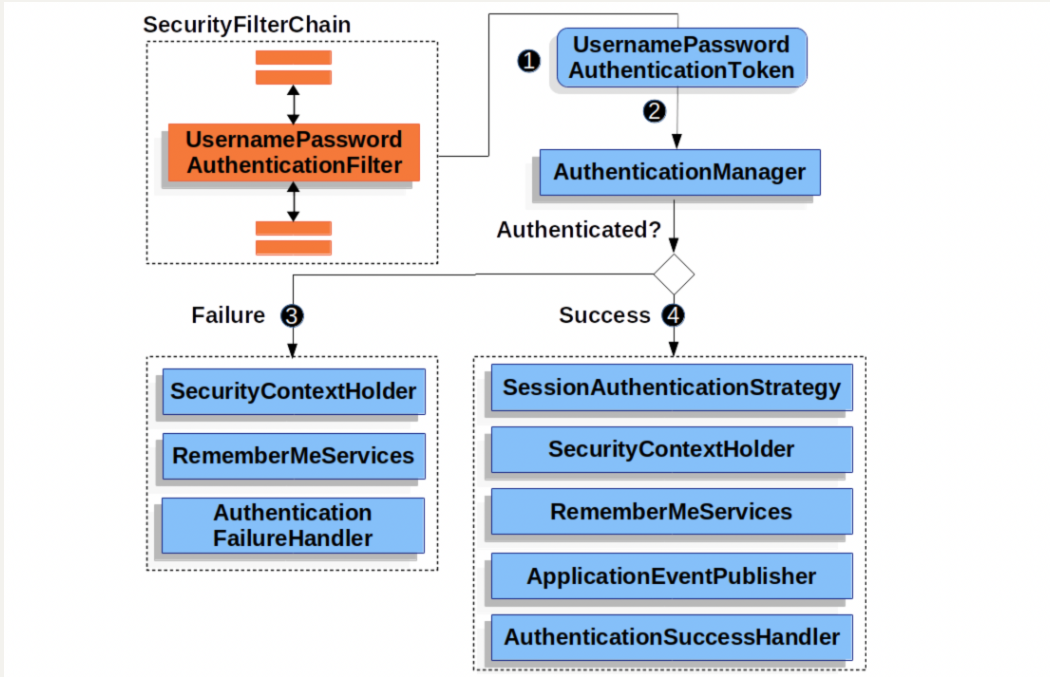 SecurityFilterChain
UsernamePassword
AuthenticationFilter
1
UsernamePassword
AuthenticationToken
2
AuthenticationManager
Authenticated?
Failure 3
Success 4
SecurityContextHolder
RememberMeServices
Authentication
FailureHandler
SessionAuthenticationStrategy
SecurityContextHolder
RememberMeServices
ApplicationEventPublisher
AuthenticationSuccessHandler